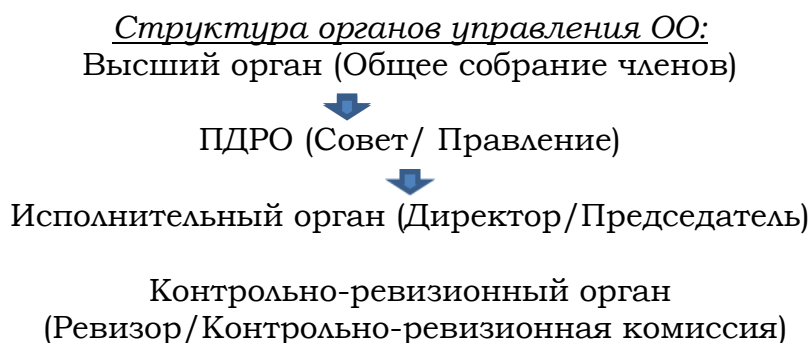 Структура органов управления ОО:
Высший орган (Общее собрание членов)
ПДРО (Совет/ Правление)
Исполнительный орган (Директор/Председатель)
Контрольно-ревизионный орган
(Ревизор/Контрольно-ревизионная комиссия)